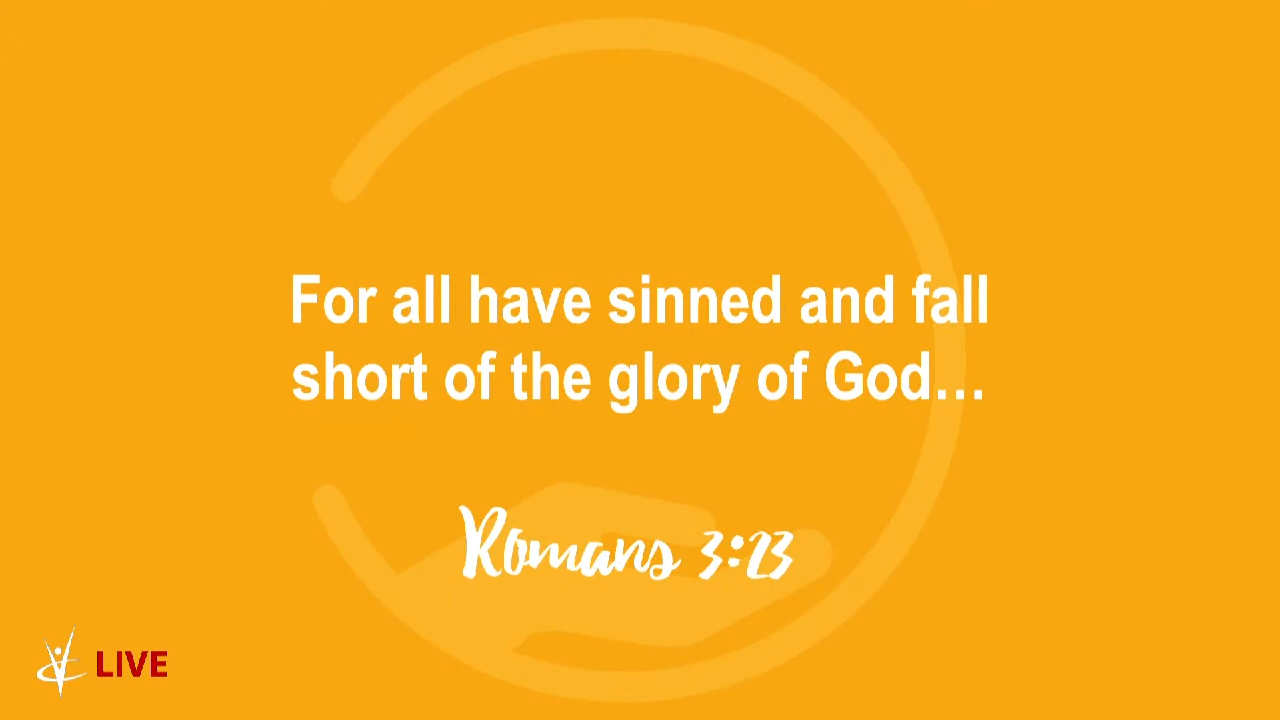 For all have sinned and fall
short of the glory of God…
Romans 3:23
LIVE